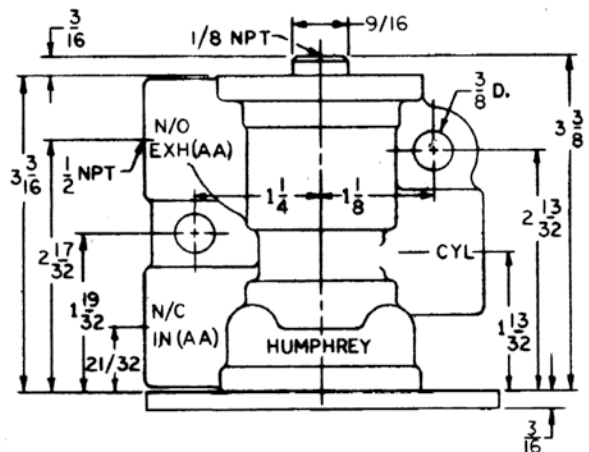 3/16
1/8 NPT
9/16
3/8 D.
3 3/8
N/O
EXH(AA)
3 3/16
1/2 NPT
1 1/4
1 1/8
2 13/32
2 17/32
CYL
1 19/32
N/C
IN(AA)
1 13/32
21/32
HUMPHREY
3/16